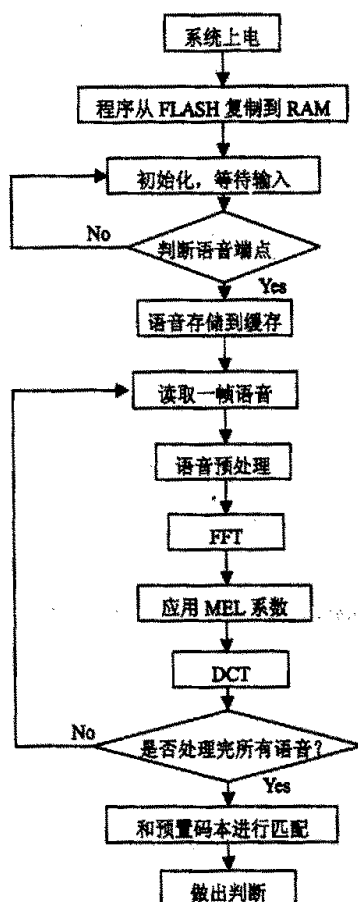 系统上电
程序从 FLASH 复制到 RAM
初始化，等待输入
No
判断语音端点
Yes
语音存储到缓存
读取一帧语音
语音预处理
FFT
应用 MEL 系数
DCT
No
是否处理完所有语音？
Yes
和预置码本进行匹配
做出判断